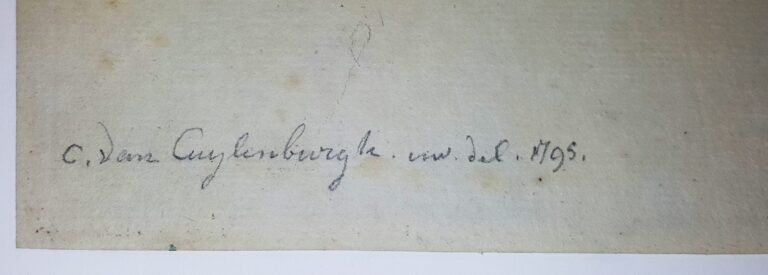 C. van Cuylenburgh. inv. del. 1795.